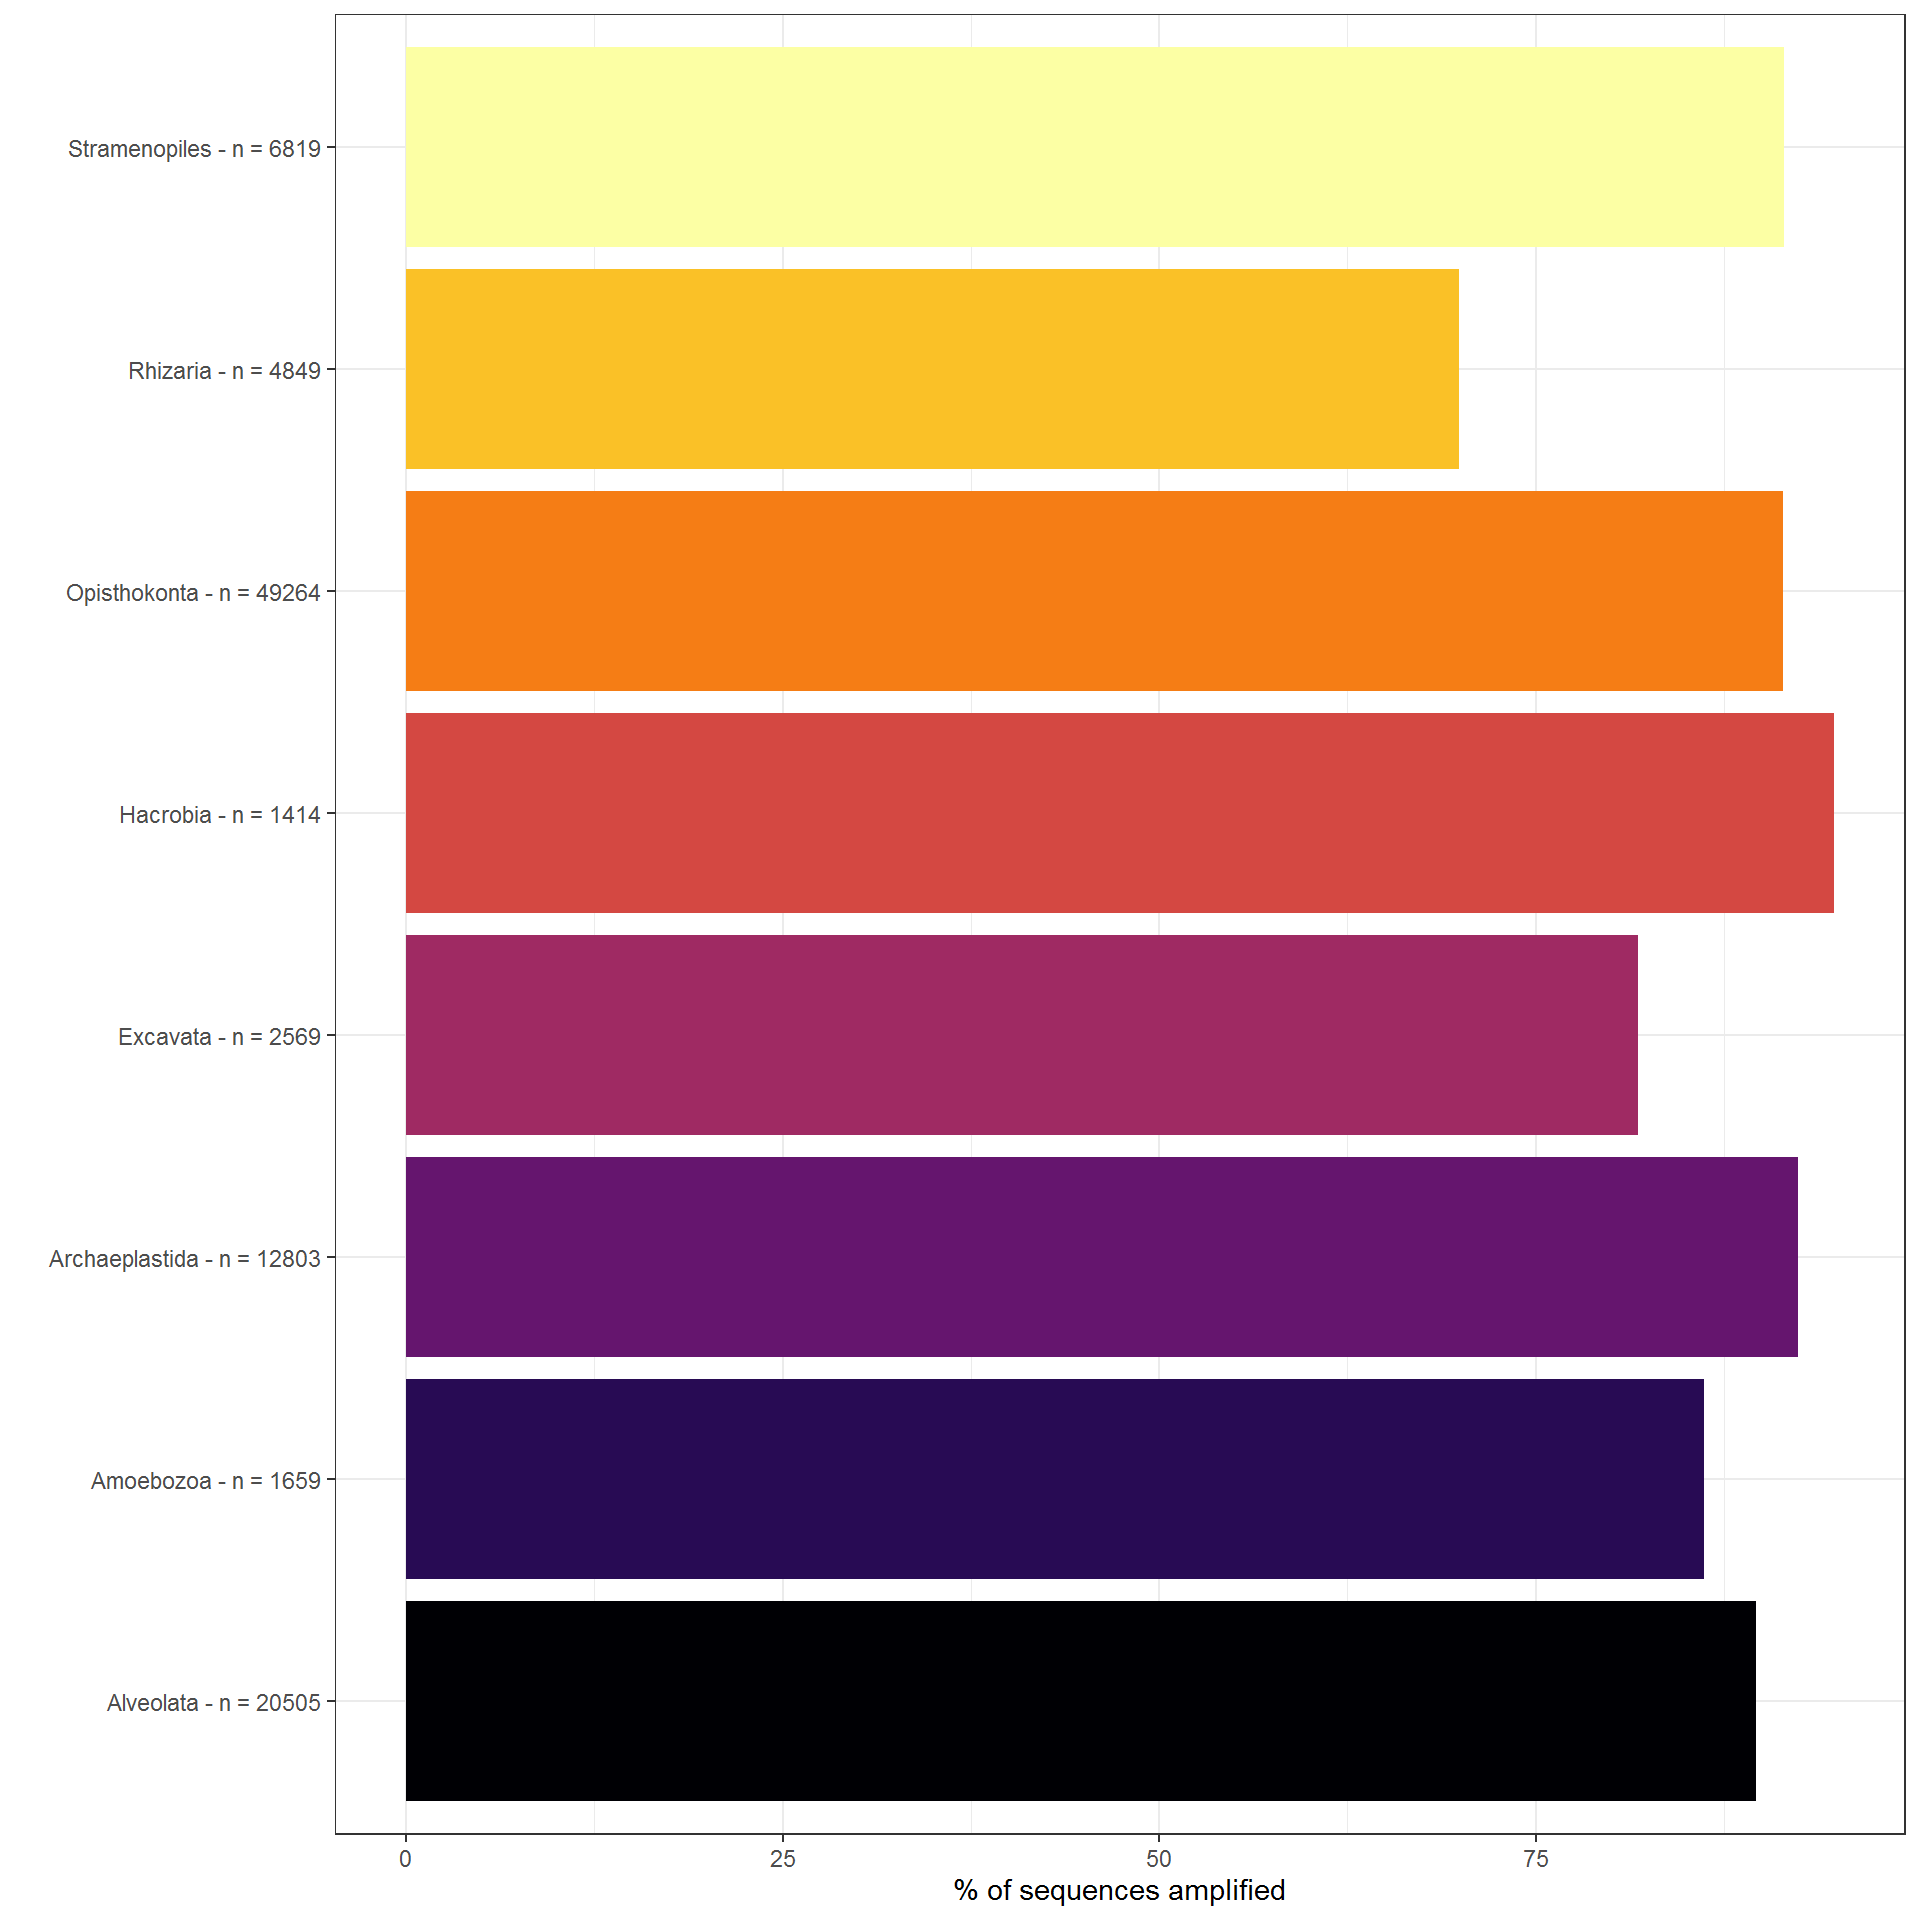 Stramenopiles - n = 6819
Rhizaria - n = 4849
Opisthokonta - n = 49264
Hacrobia - n = 1414
Excavata - n = 2569
Archaeplastida - n = 12803
Amoebozoa - n = 1659
Alveolata - n = 20505
0 25 50 75
% of sequences amplified